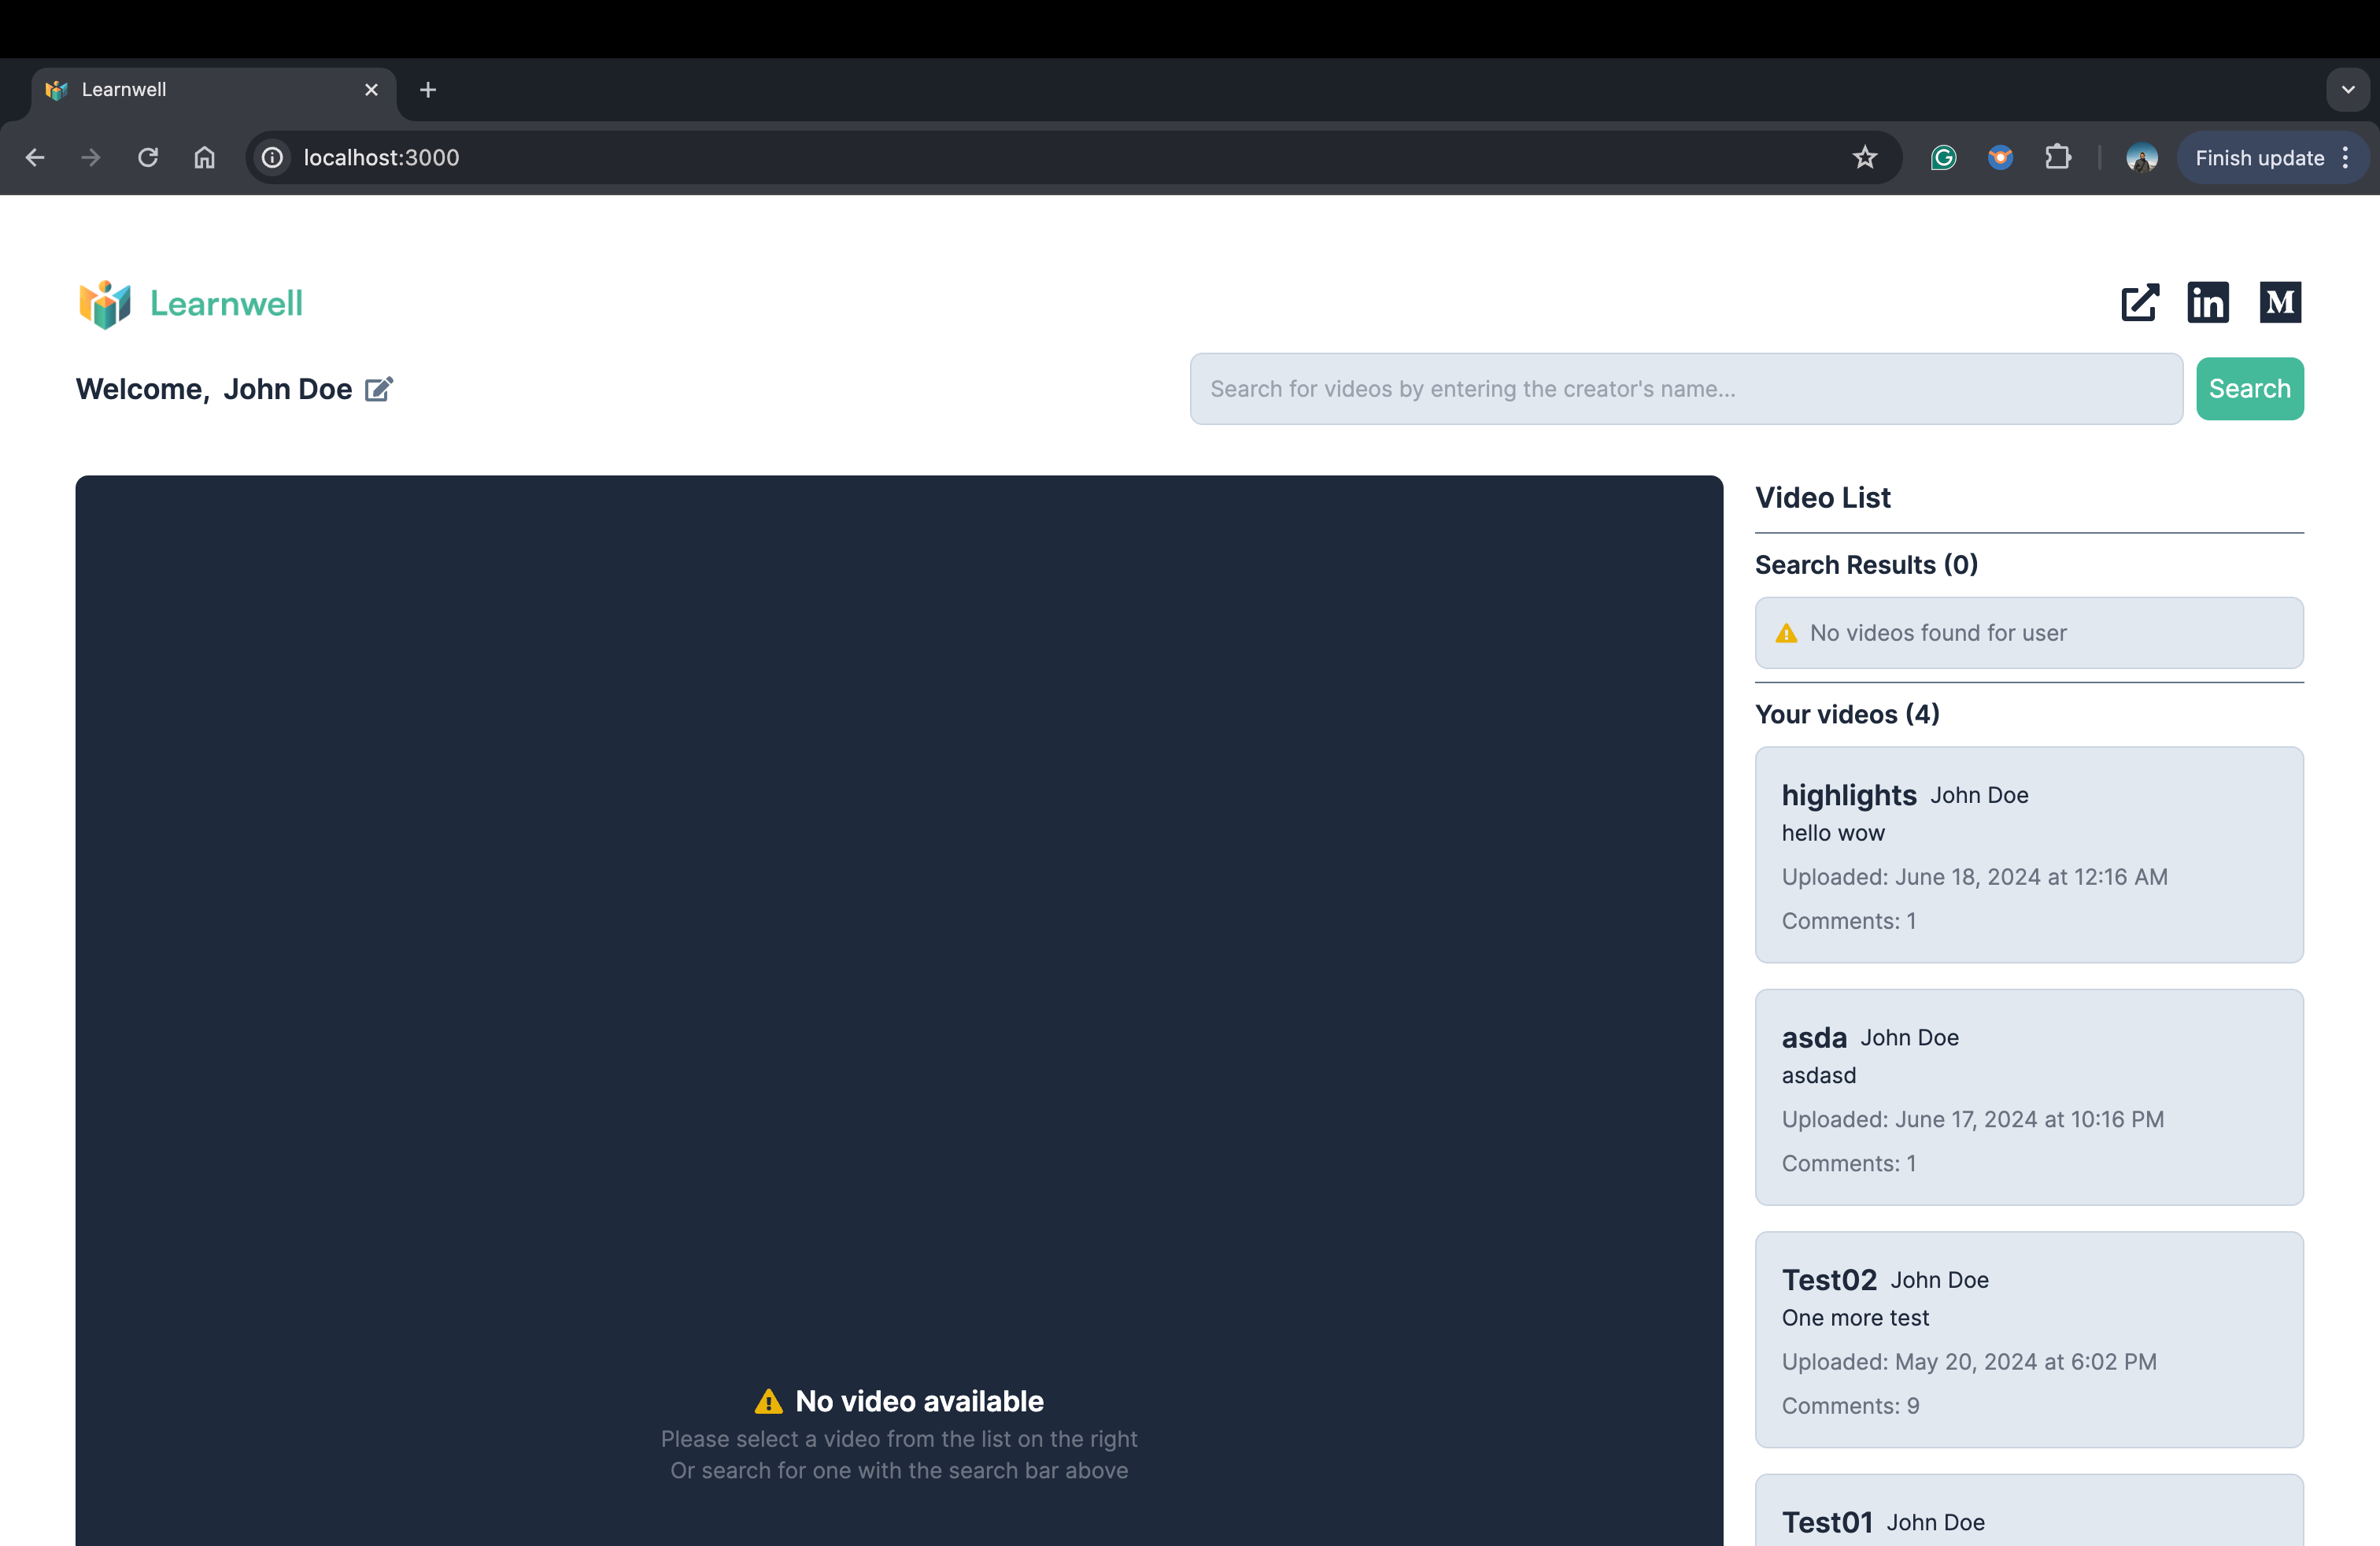 Learnwell
localhost:3000
Finish update
Learnwell
in
M
Welcome, John Doe
Search for videos by entering the creator's name...
Search
Video List
Search Results (0)
No videos found for user
Your videos (4)
highlights John Doe
hello wow
Uploaded: June 18, 2024 at 12:16 AM
Comments: 1
asda John Doe
asdasd
Uploaded: June 17, 2024 at 10:16 PM
Comments: 1
Test02 John Doe
One more test
Uploaded: May 20, 2024 at 6:02 PM
Comments: 9
Test01 John Doe
No video available
Please select a video from the list on the right
Or search for one with the search bar above